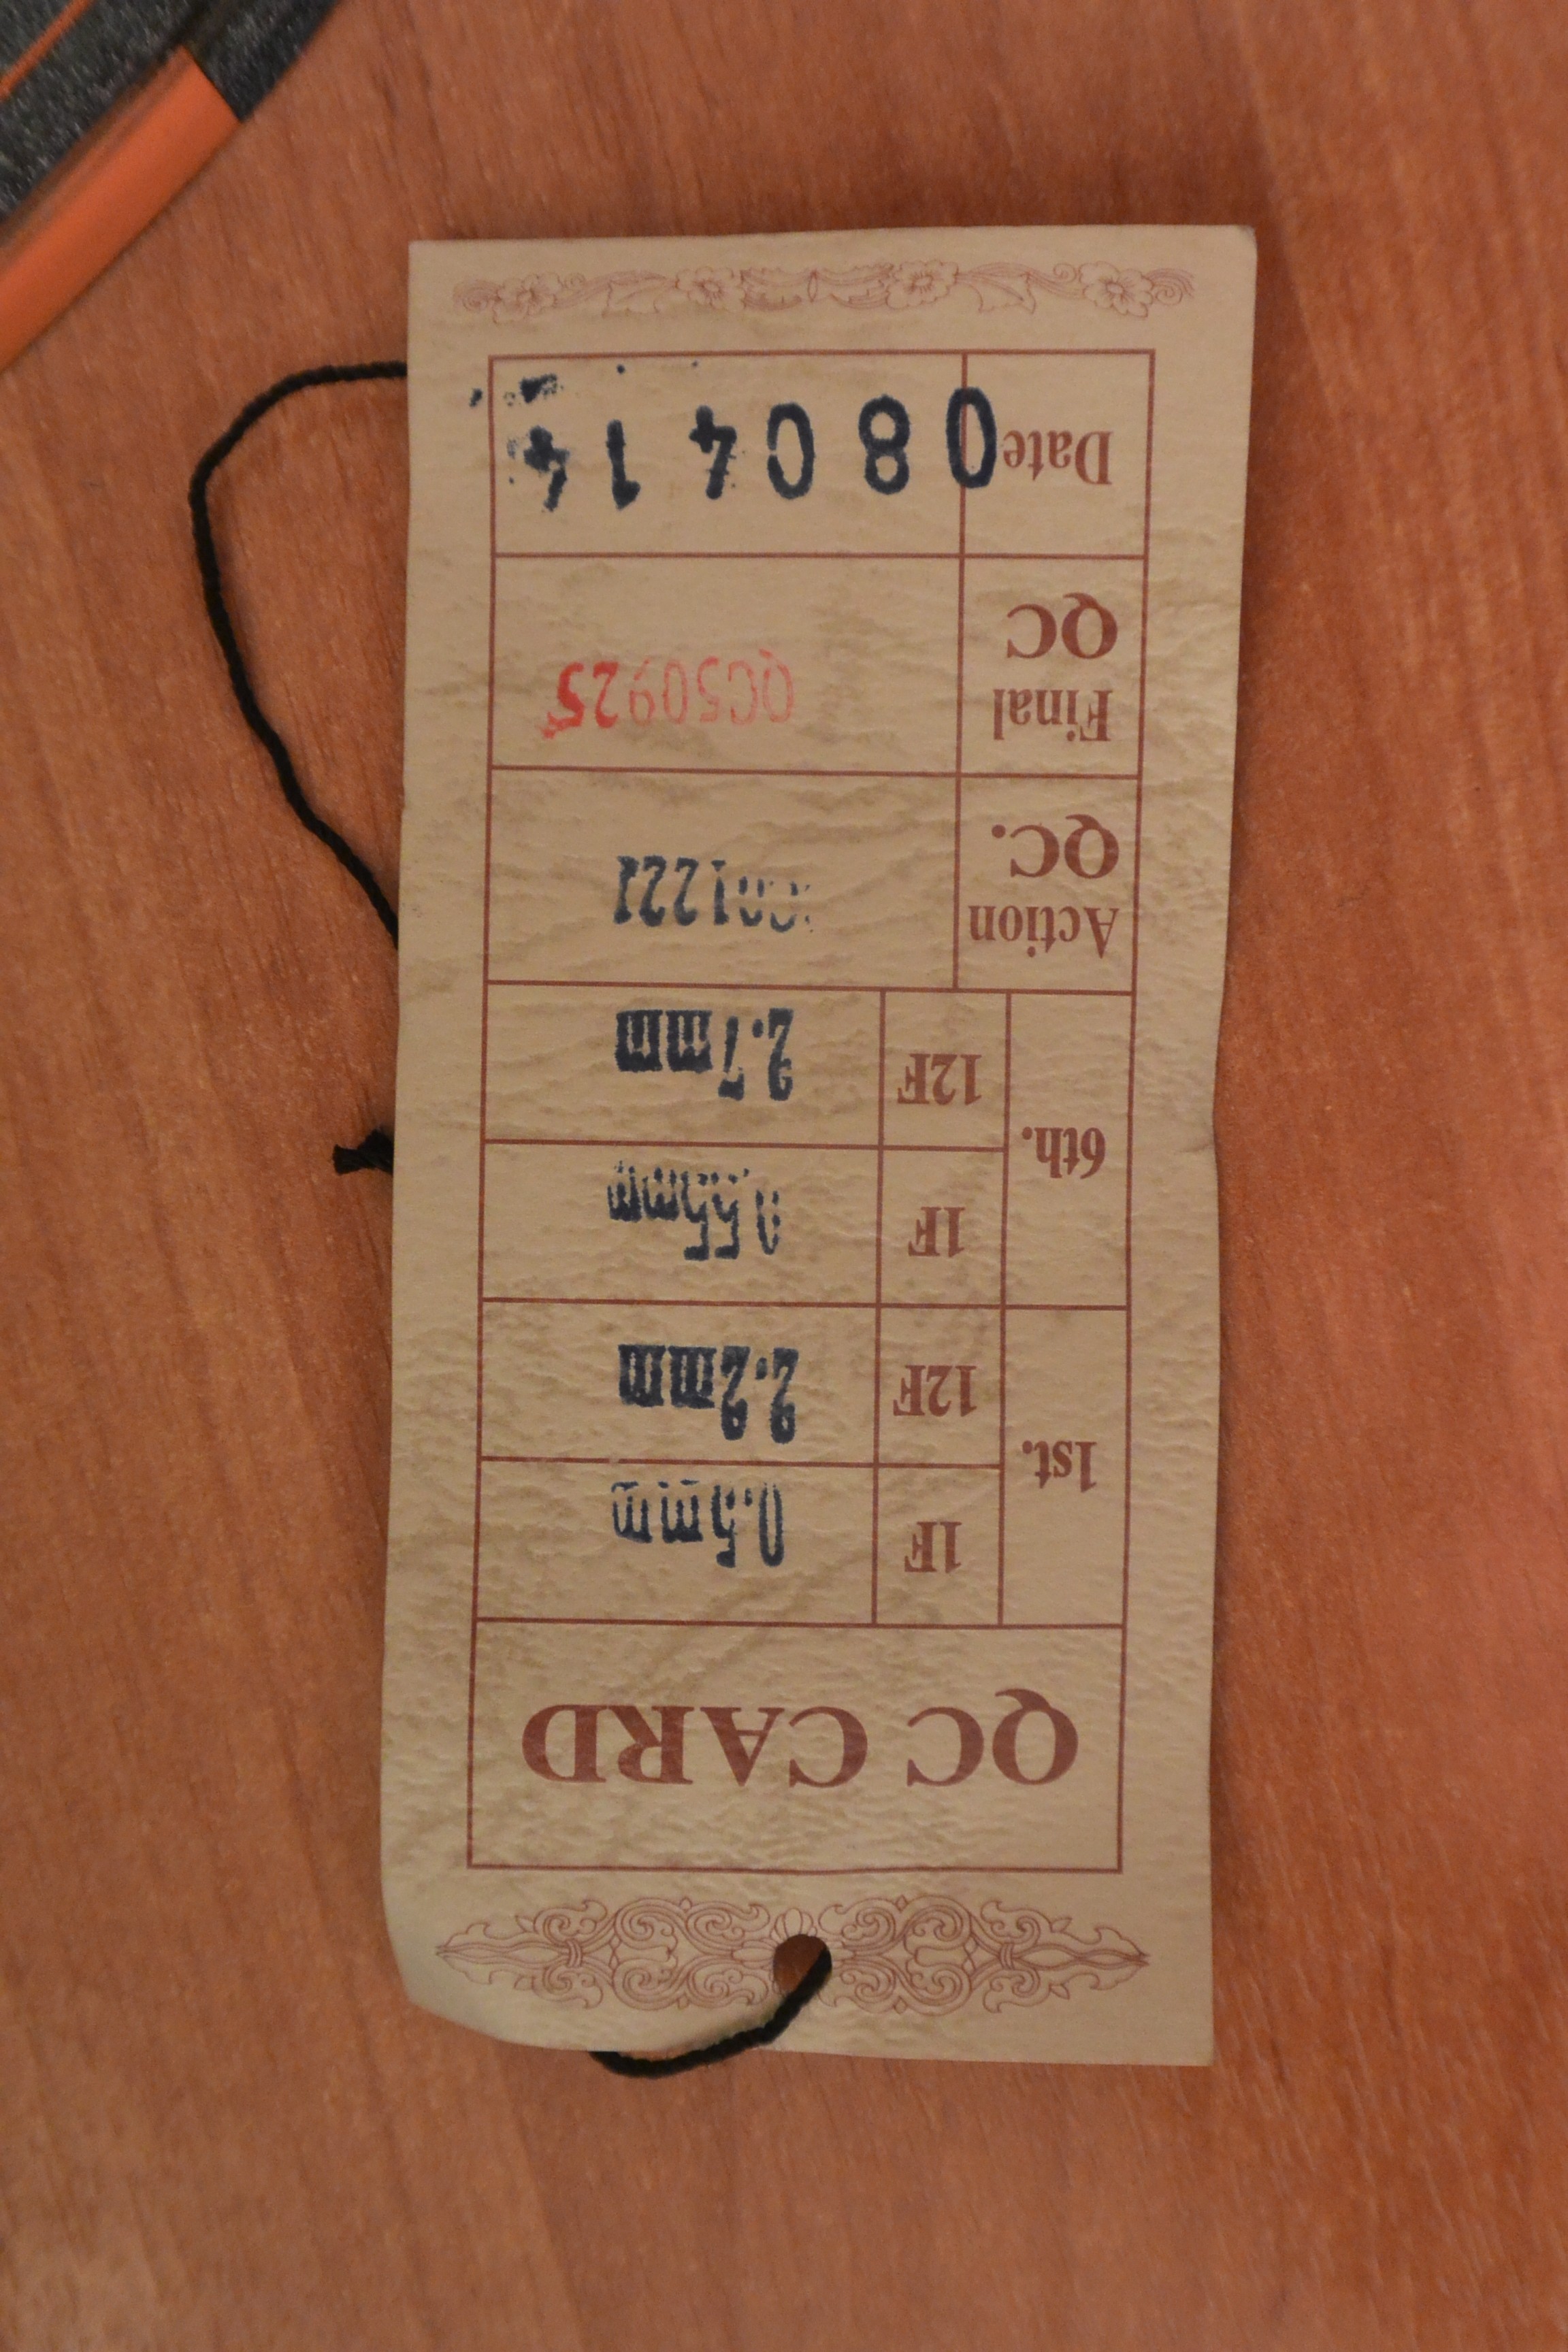 QC CARD
1st. 1F 0.5mm
12F 2.2mm
6th. 1F 0.55mm
12F 2.7mm
Action QC.
Final QC QC50925
Date 080414